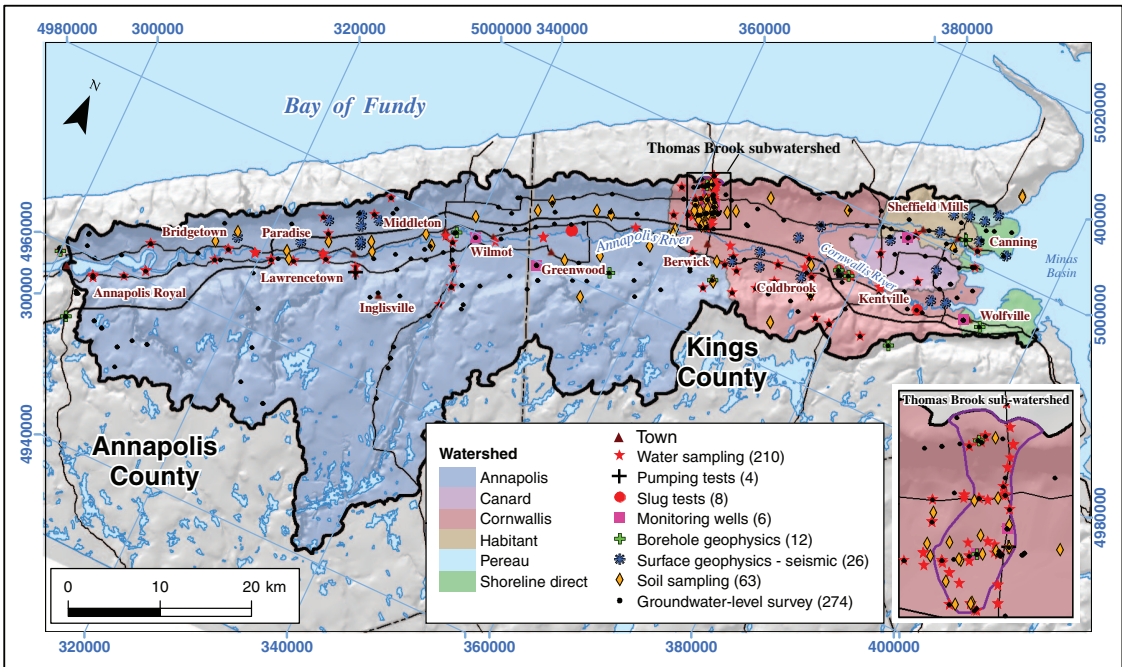 4980000
300000
320000
5000000
340000
360000
380000
N
Bay of Fundy
5020000
Thomas Brook subwatershed
Sheffield Mills
Bridgetown
Paradise
Middleton
Canning
4960000
Wilmot
Annapolis River
4000000
Minas
Basin
Lawrencetown
Greenwood
Berwick
Cornwallis River
Annapolis Royal
Coldbrook
Inglisville
Kentville
Wolfville
300000
5000000
Kings
County
Thomas Brook sub-watershed
Annapolis
County
4940000
4980000
Watershed
Annapolis
Canard
Cornwallis
Habitant
Pereau
Shoreline direct
Town
Water sampling (210)
Pumping tests (4)
Slug tests (8)
Monitoring wells (6)
Borehole geophysics (12)
Surface geophysics - seismic (26)
Soil sampling (63)
Groundwater-level survey (274)
0 10 20 km
320000
340000
360000
380000
400000